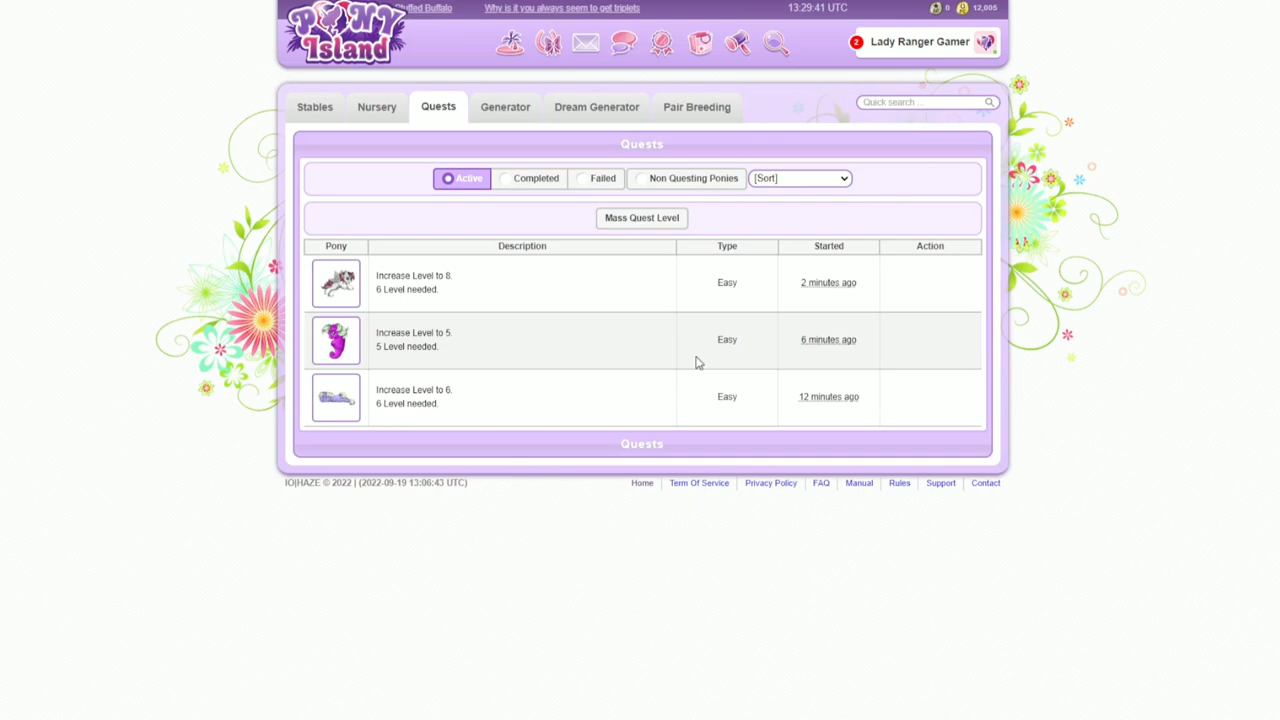 Stuffed Buffalo Why is it you always seem to get triplets 13:29:41 UTC 0 12,005
PONY Island
2 Lady Ranger Gamer
Stables Nursery Quests Generator Dream Generator Pair Breeding Quick search ...
Quests
Active Completed Failed Non Questing Ponies [Sort]
Mass Quest Level
Pony Description Type Started Action
Increase Level to 8.
6 Level needed.
Easy 2 minutes ago
Increase Level to 5.
5 Level needed.
Easy 6 minutes ago
Increase Level to 6.
6 Level needed.
Easy 12 minutes ago
Quests
IO|HAZE © 2022 | (2022-09-19 13:06:43 UTC) Home Term Of Service Privacy Policy FAQ Manual Rules Support Contact